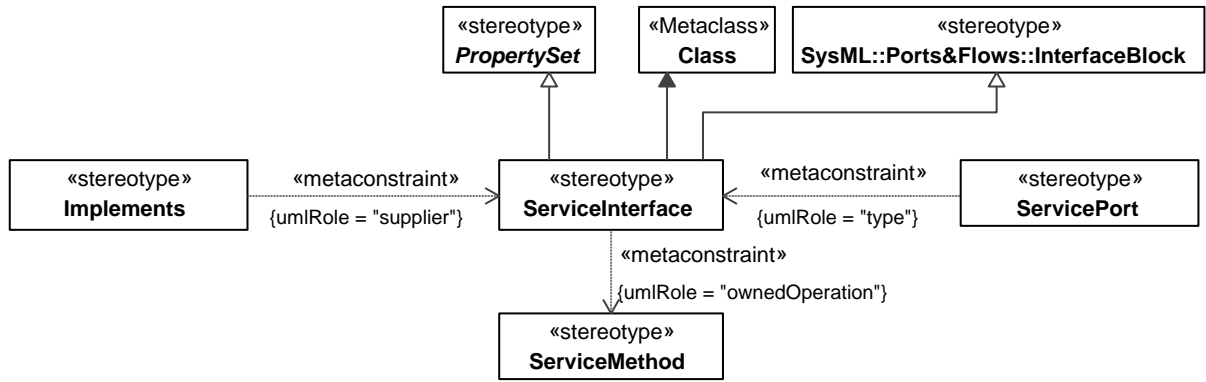 «stereotype»
PropertySet
«Metaclass»
Class
«stereotype»
SysML::Ports&Flows::InterfaceBlock
«stereotype»
Implements
«metaconstraint»
{umlRole = "supplier"}
«stereotype»
ServiceInterface
«metaconstraint»
{umlRole = "type"}
«stereotype»
ServicePort
«metaconstraint»
{umlRole = "ownedOperation"}
«stereotype»
ServiceMethod